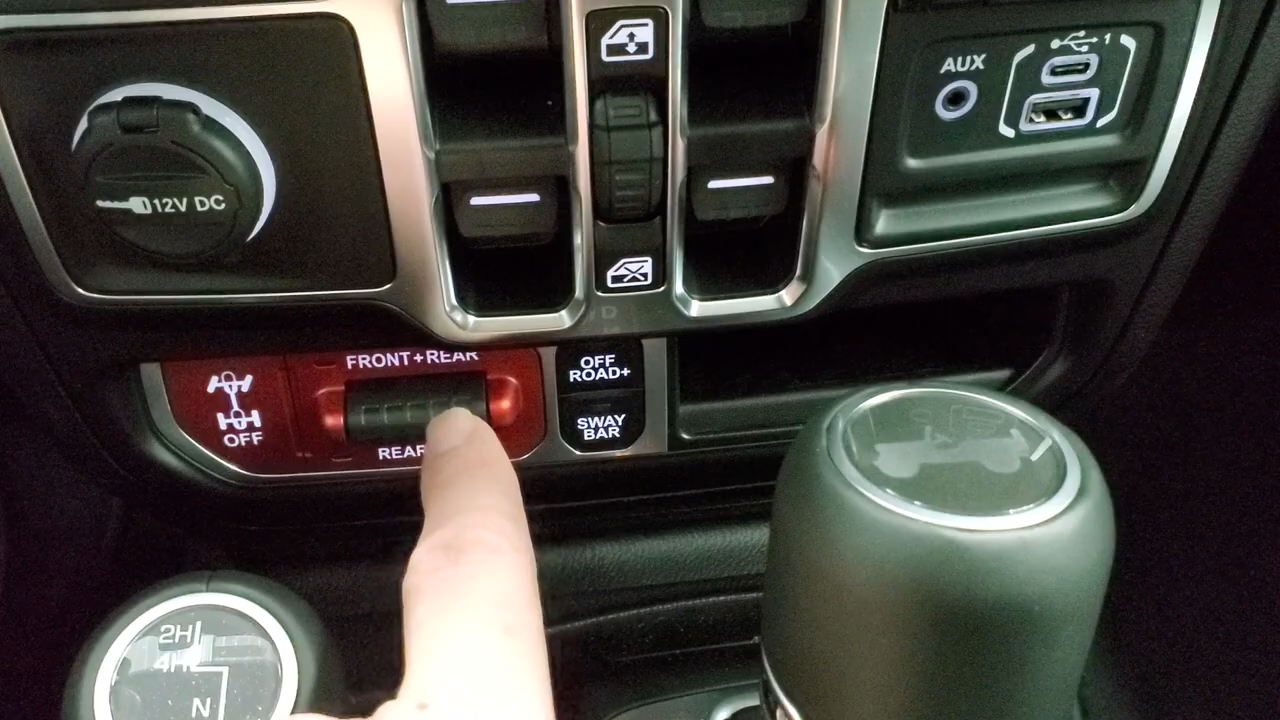 AUX
1
12V DC
FRONT+REAR
OFF
REAR
OFF
ROAD+
SWAY
BAR
2H
4H
N